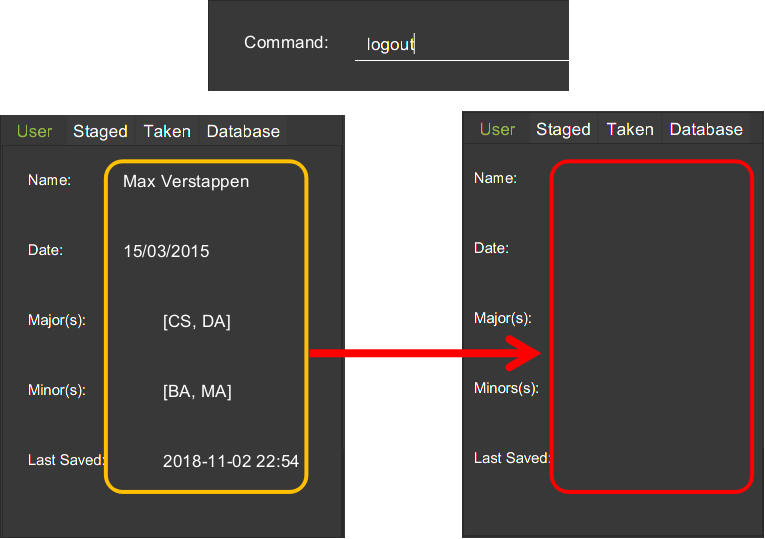 Command: logout
User Staged Taken Database
Name: Max Verstappen
Date: 15/03/2015
Major(s): [CS, DA]
Minor(s): [BA, MA]
Last Saved: 2018-11-02 22:54
User Staged Taken Database
Name:
Date:
Major(s):
Minors(s):
Last Saved: